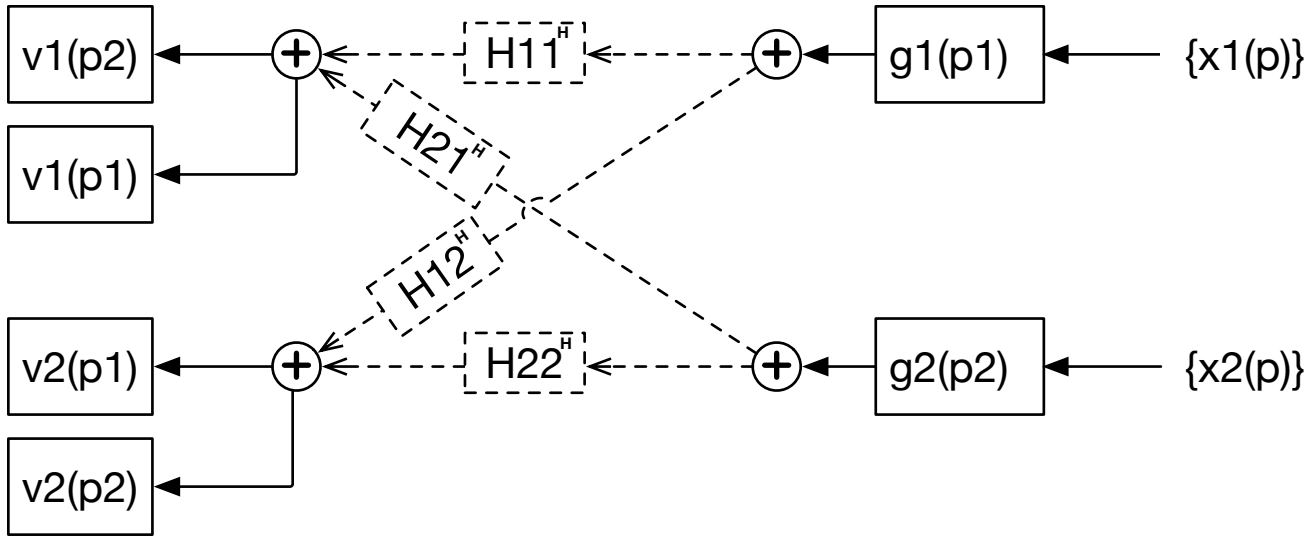 v1(p2) + H11^H + g1(p1) {x1(p)}
v1(p1)
H21^H
H12^H
v2(p1) + H22^H + g2(p2) {x2(p)}
v2(p2)